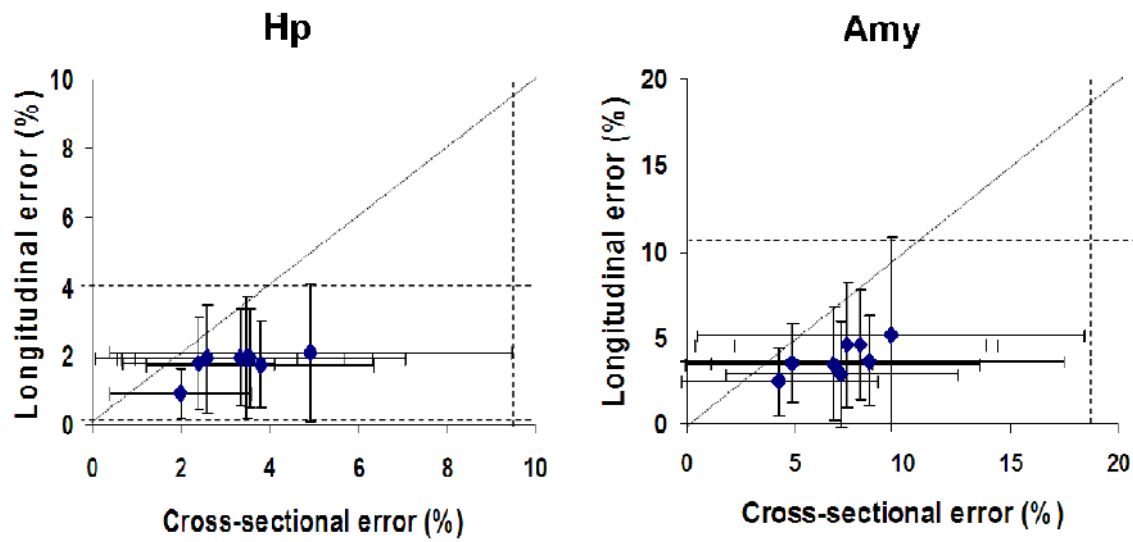 Hp
Longitudinal error (%)
10
8
6
4
2
0
0 2 4 6 8 10
Cross-sectional error (%)
Amy
Longitudinal error (%)
20
15
10
5
0
0 5 10 15 20
Cross-sectional error (%)